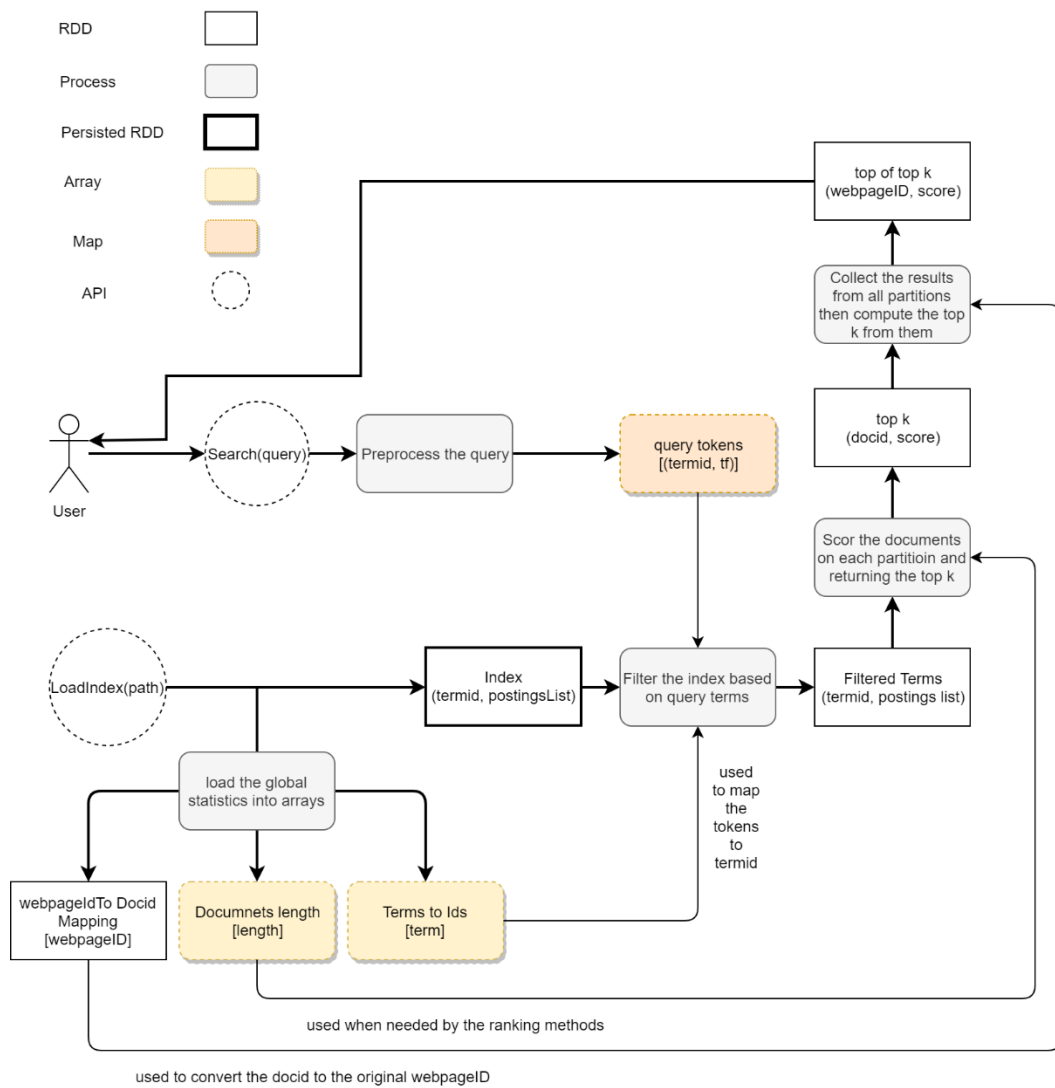 RDD
Process
Persisted RDD
Array
Map
API
top of top k
(webpageID, score)
Collect the results
from all partitions
then compute the top
k from them
top k
(docid, score)
User
Search(query)
Preprocess the query
query tokens
[(termid, tf)]
Scor the documents
on each partitioin and
returning the top k
LoadIndex(path)
Index
(termid, postingsList)
Filter the index based
on query terms
Filtered Terms
(termid, postings list)
load the global
statistics into arrays
used
to map
the
tokens
to
termid
webpageIdTo Docid
Mapping
[webpageID]
Documnets length
[length]
Terms to Ids
[term]
used when needed by the ranking methods
used to convert the docid to the original webpageID